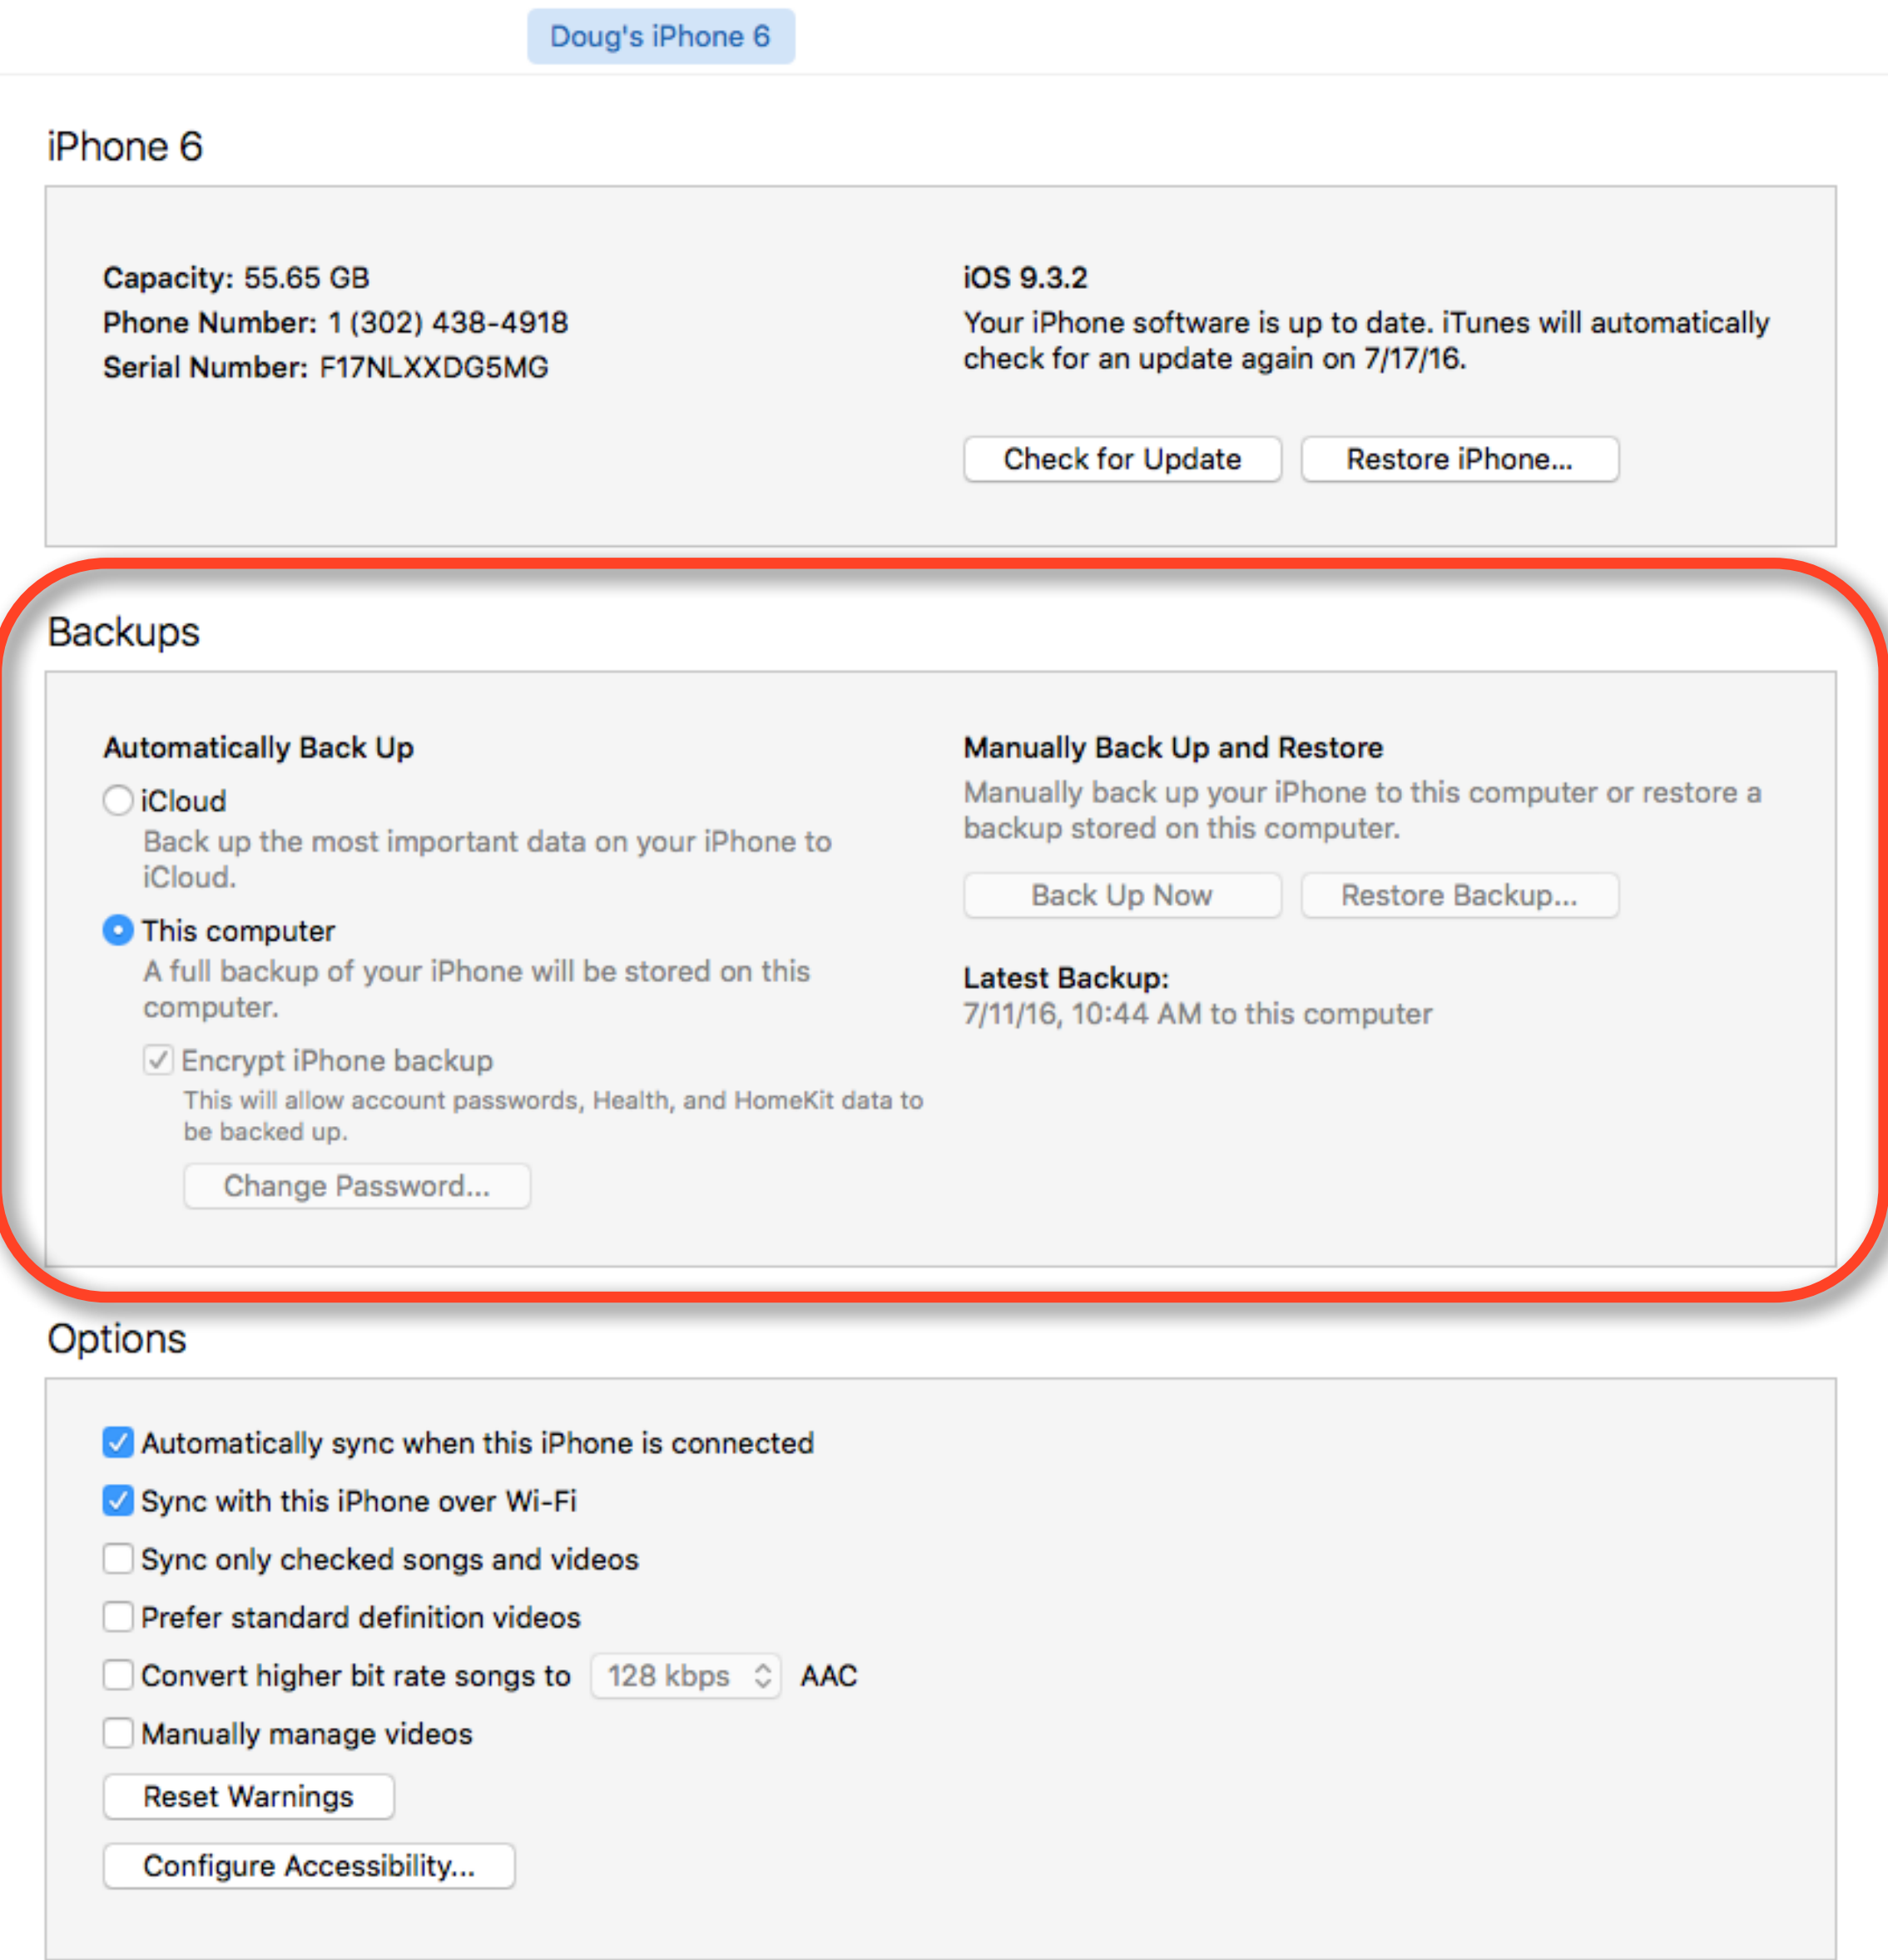 Doug's iPhone 6
iPhone 6
Capacity: 55.65 GB
Phone Number: 1 (302) 438-4918
Serial Number: F17NLXXDG5MG
iOS 9.3.2
Your iPhone software is up to date. iTunes will automatically
check for an update again on 7/17/16.
Check for Update
Restore iPhone...
Backups
Automatically Back Up
iCloud
Back up the most important data on your iPhone to
iCloud.
This computer
A full backup of your iPhone will be stored on this
computer.
Encrypt iPhone backup
This will allow account passwords, Health, and HomeKit data to
be backed up.
Change Password...
Manually Back Up and Restore
Manually back up your iPhone to this computer or restore a
backup stored on this computer.
Back Up Now
Restore Backup...
Latest Backup:
7/11/16, 10:44 AM to this computer
Options
Automatically sync when this iPhone is connected
Sync with this iPhone over Wi-Fi
Sync only checked songs and videos
Prefer standard definition videos
Convert higher bit rate songs to 128 kbps AAC
Manually manage videos
Reset Warnings
Configure Accessibility...